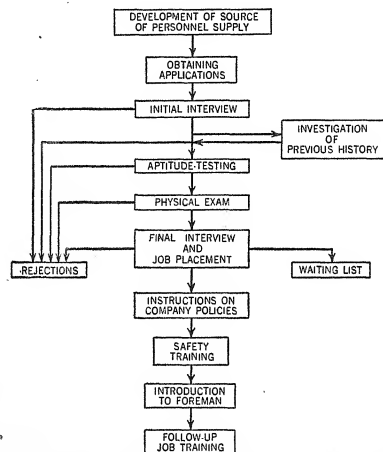 DEVELOPMENT OF SOURCE
OF PERSONNEL SUPPLY
OBTAINING
APPLICATIONS
INITIAL INTERVIEW
INVESTIGATION
OF
PREVIOUS HISTORY
APTITUDE-TESTING
PHYSICAL EXAM
FINAL INTERVIEW
AND
JOB PLACEMENT
REJECTIONS
WAITING LIST
INSTRUCTIONS ON
COMPANY POLICIES
SAFETY
TRAINING
INTRODUCTION
TO FOREMAN
FOLLOW-UP
JOB TRAINING